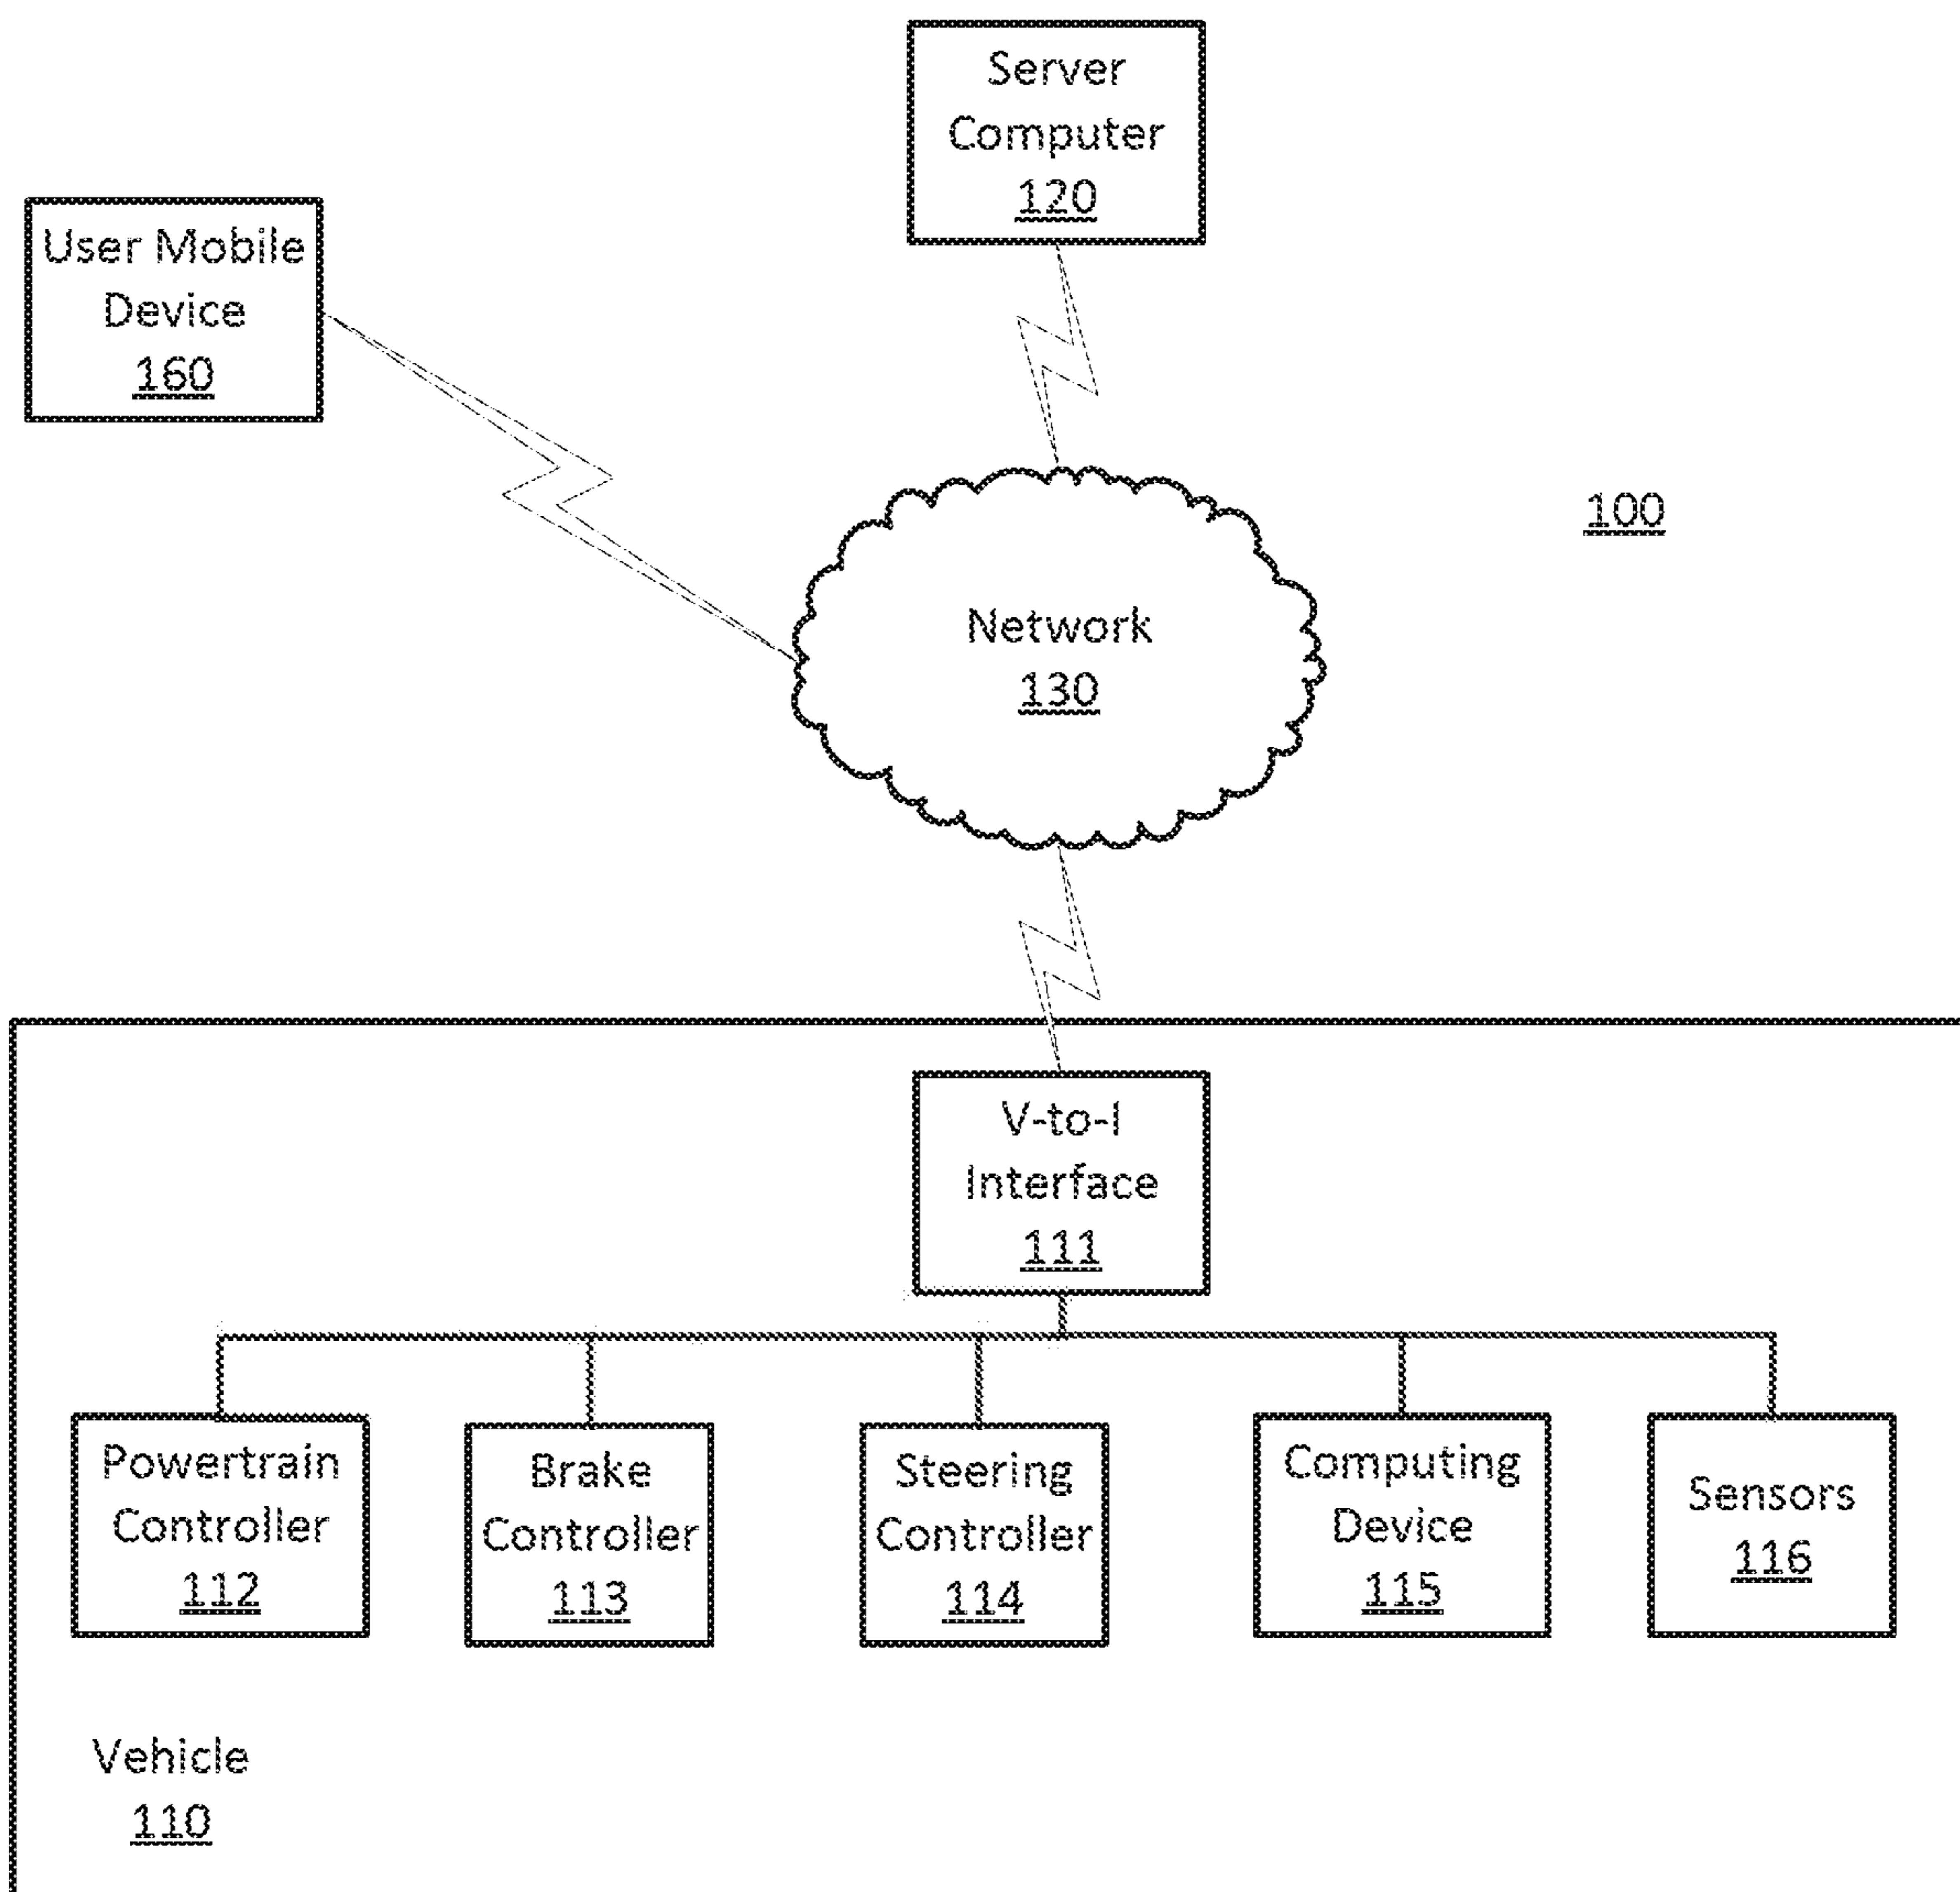 Server
Computer
120
User Mobile
Device
160
100
Network
130
V-to-I
Interface
111
Powertrain
Controller
112
Brake
Controller
113
Steering
Controller
114
Computing
Device
115
Sensors
116
Vehicle
110